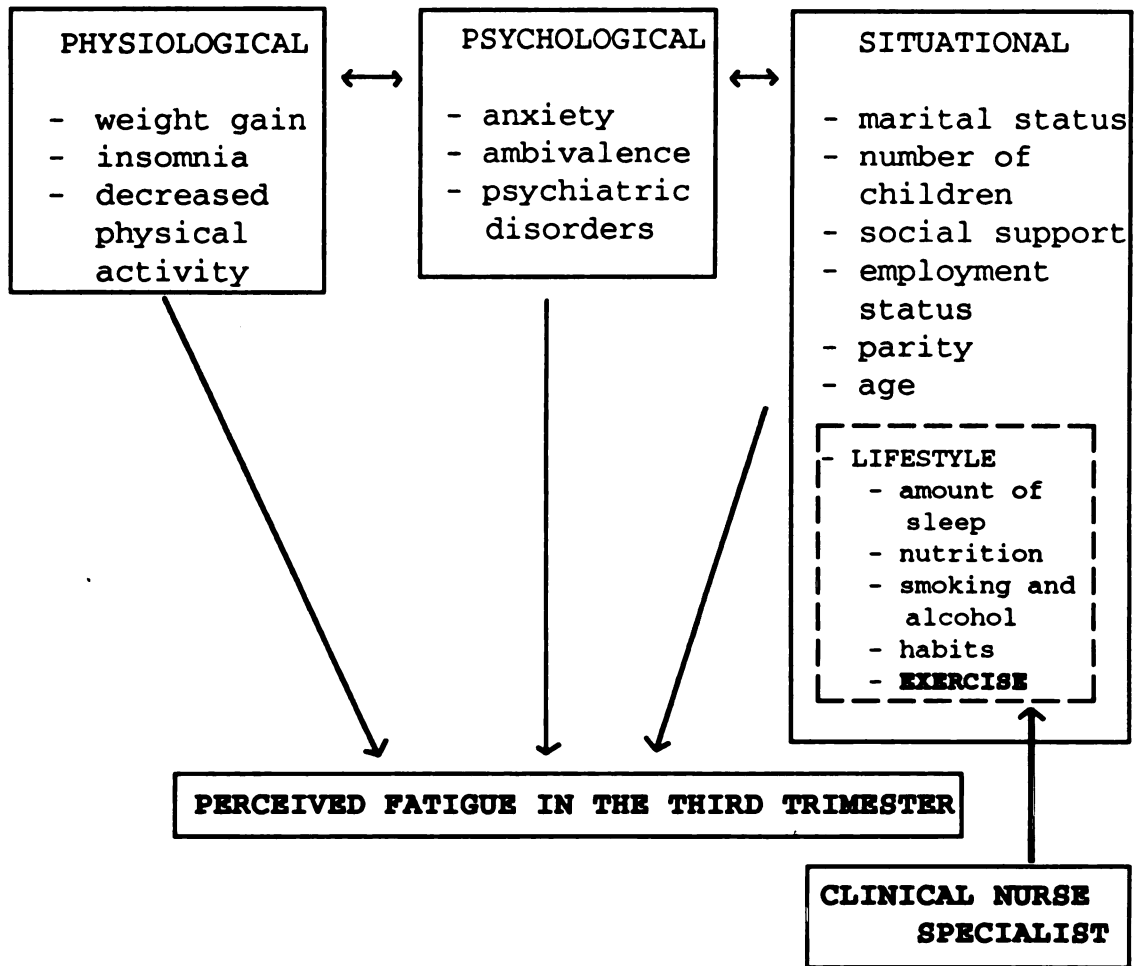 PHYSIOLOGICAL
- weight gain
- insomnia
- decreased
physical
activity
PSYCHOLOGICAL
- anxiety
- ambivalence
- psychiatric
disorders
SITUATIONAL
- marital status
- number of
children
- social support
- employment
status
- parity
- age
- LIFESTYLE
- amount of
sleep
- nutrition
- smoking and
alcohol
- habits
- EXERCISE
PERCEIVED FATIGUE IN THE THIRD TRIMESTER
CLINICAL NURSE
SPECIALIST